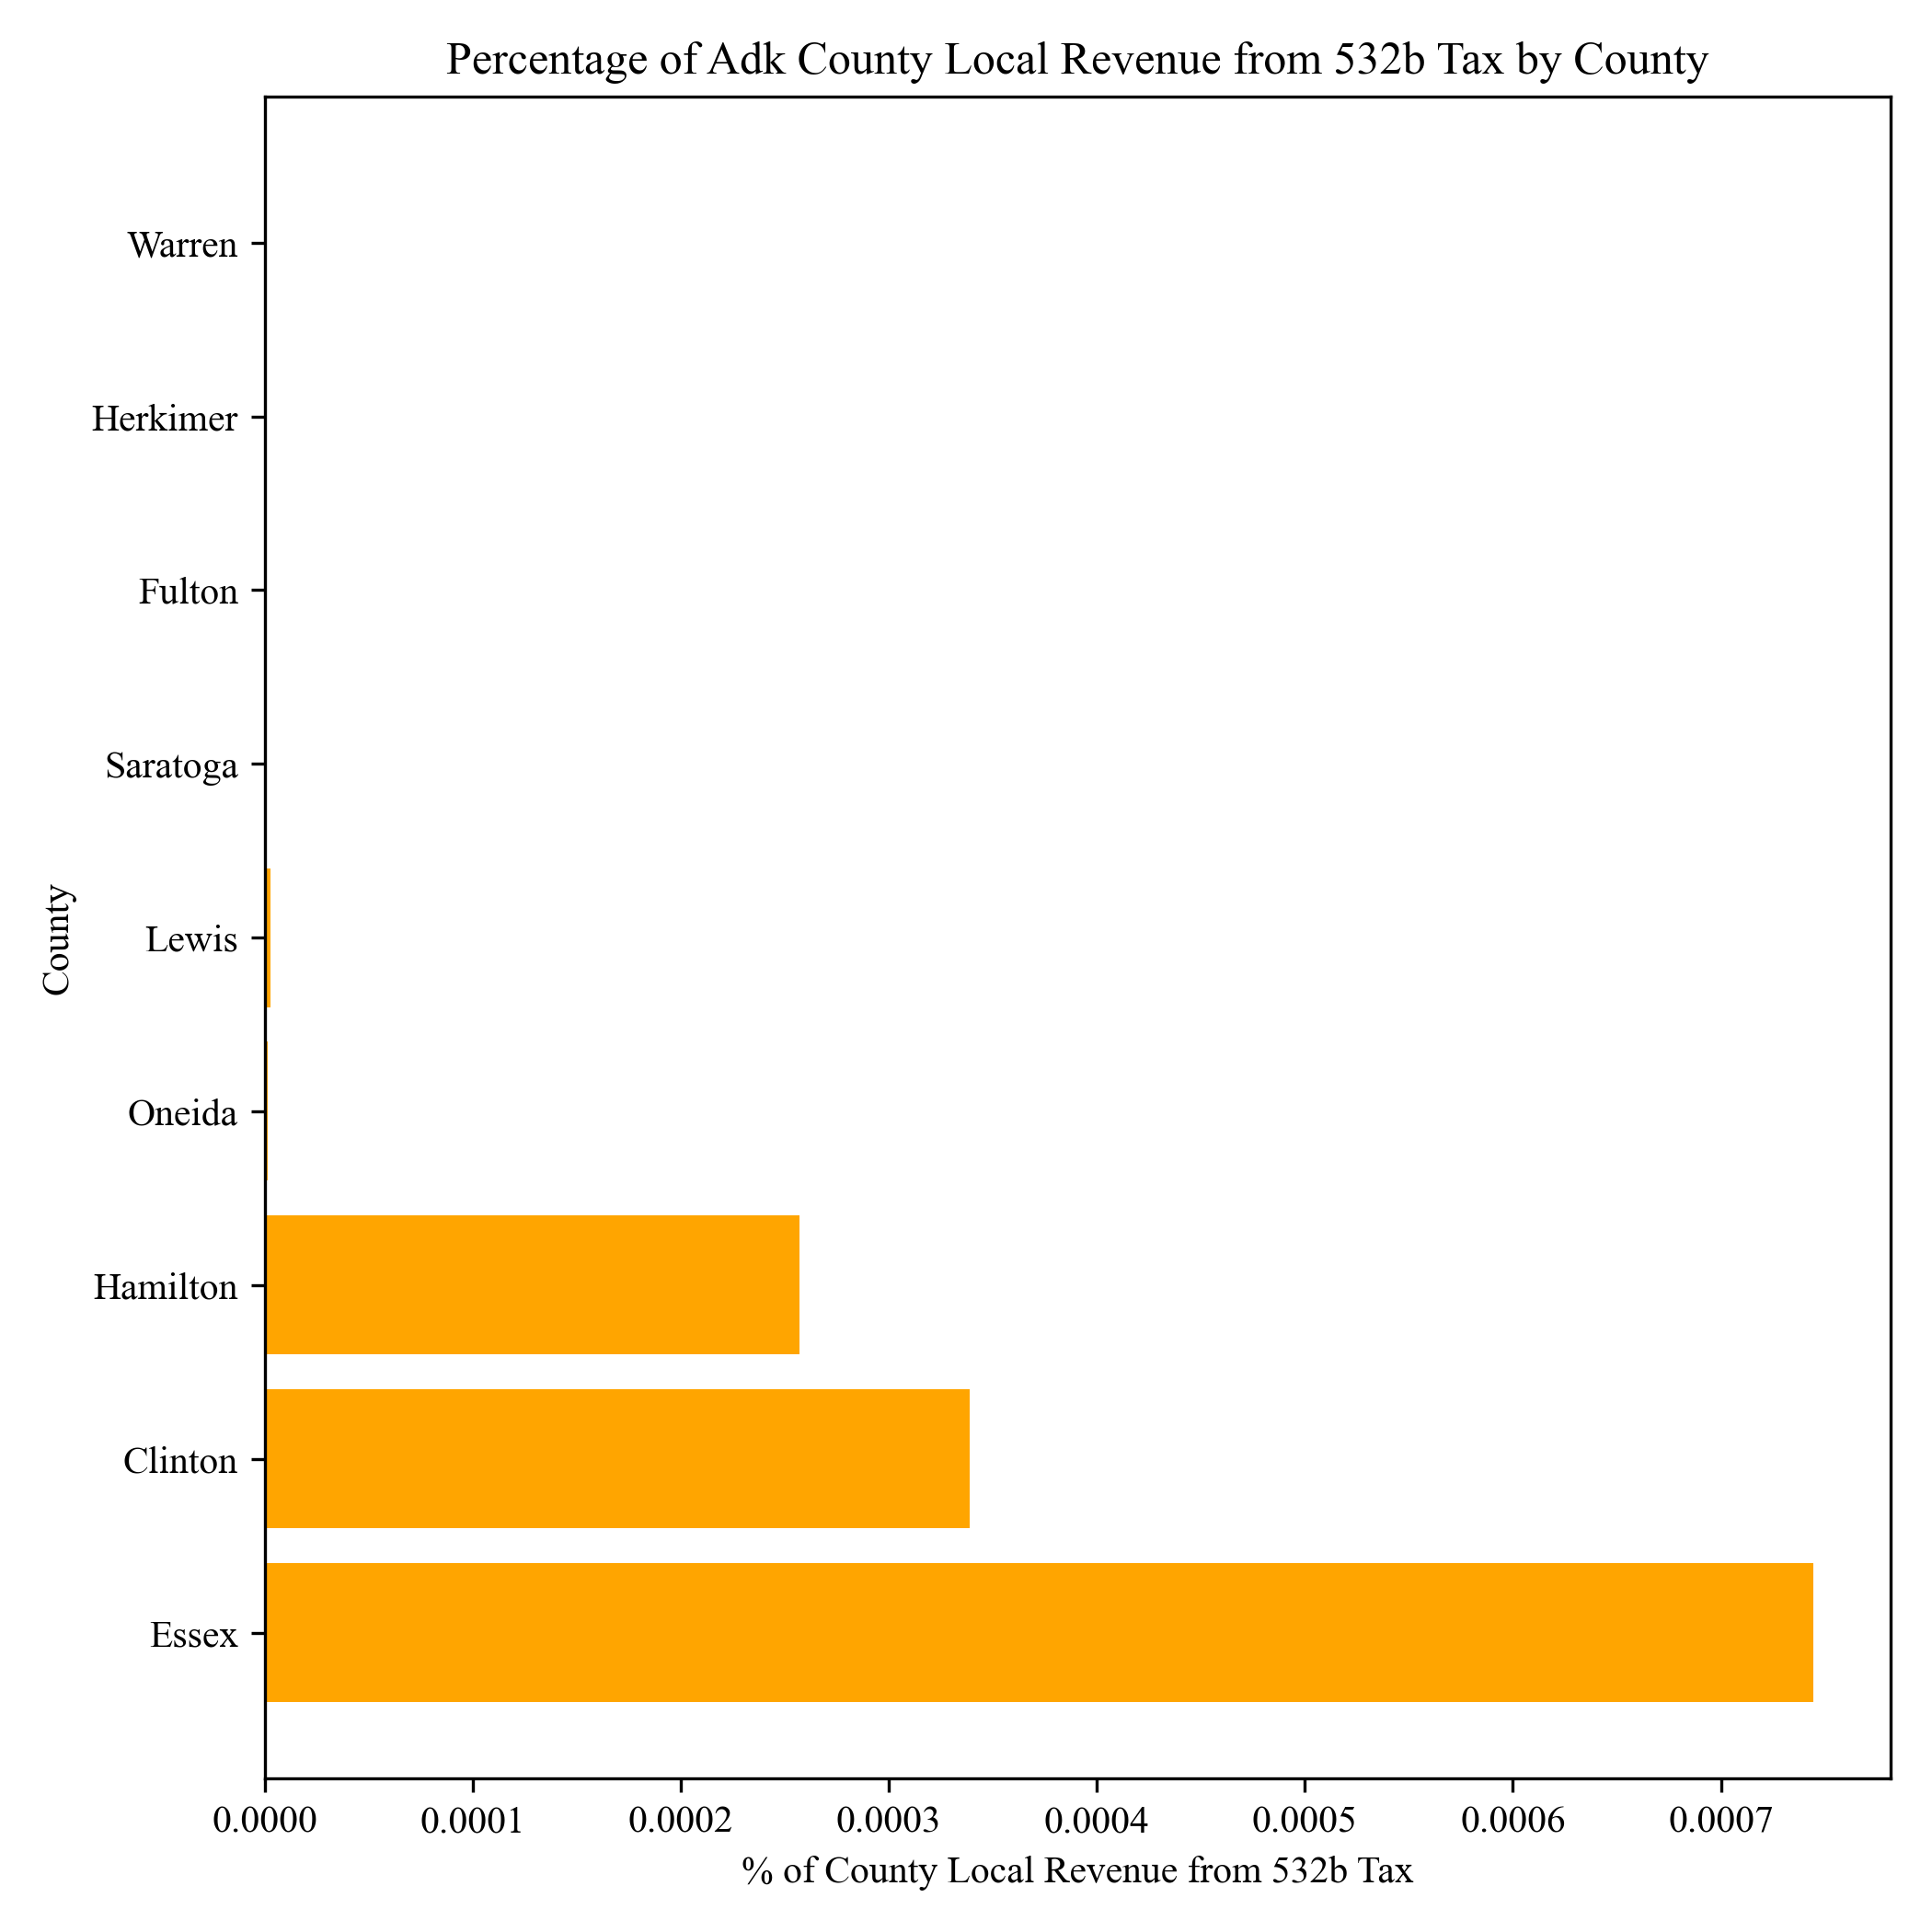 Percentage of Adk County Local Revenue from 532b Tax by County
Warren
Herkimer
Fulton
Saratoga
Lewis
Oneida
Hamilton
Clinton
Essex
County
0.0000 0.0001 0.0002 0.0003 0.0004 0.0005 0.0006 0.0007
% of County Local Revenue from 532b Tax